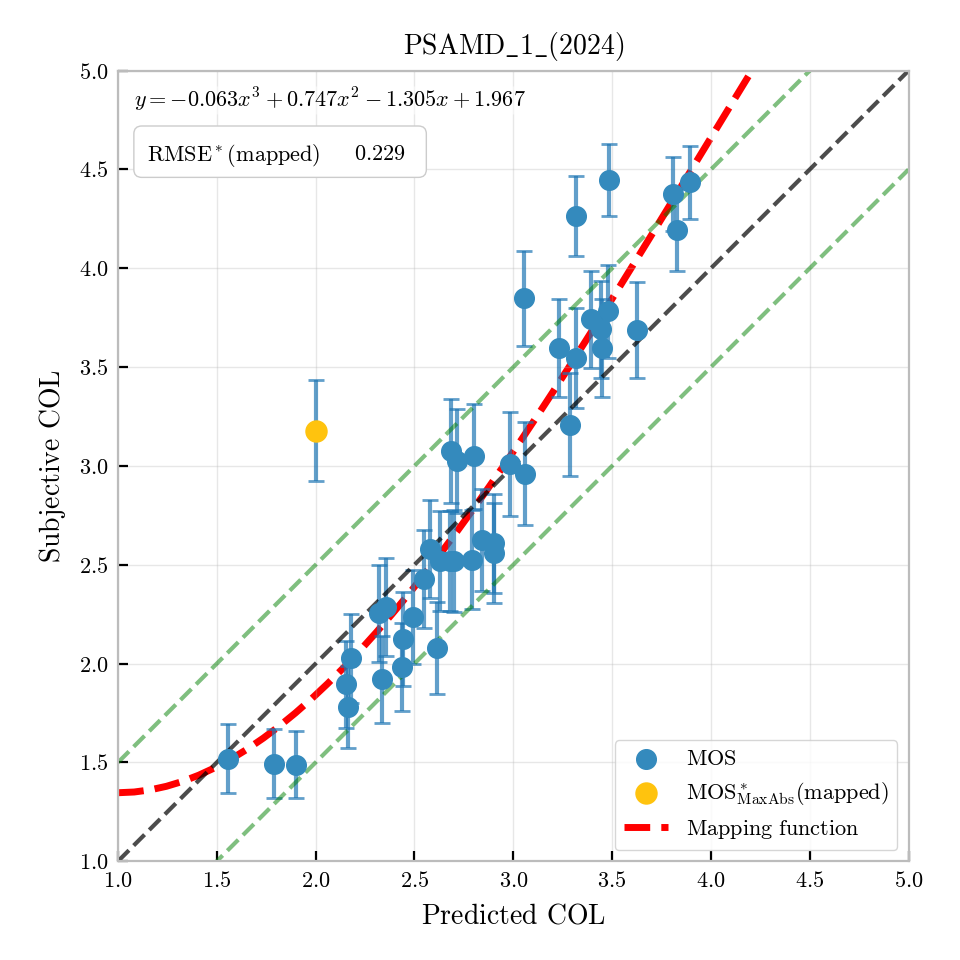 PSAMD_1_(2024)
y = −0.063x³ + 0.747x² − 1.305x + 1.967
RMSE*(mapped) 0.229
5.0
4.5
4.0
3.5
3.0
2.5
2.0
1.5
1.0
Subjective COL
MOS
MOS*MaxAbs(mapped)
Mapping function
1.0 1.5 2.0 2.5 3.0 3.5 4.0 4.5 5.0
Predicted COL